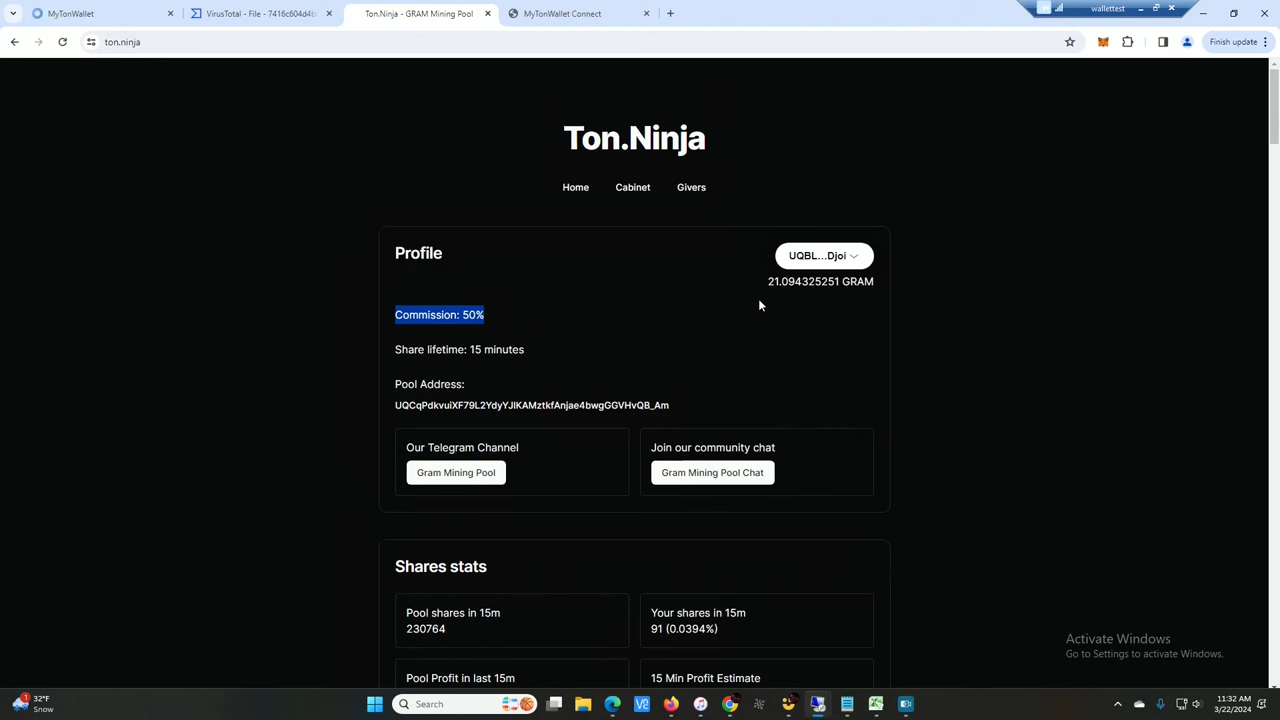 MyTonWallet
VirusTotal - File - 7416c604d4b
Ton.Ninja - GRAM Mining Pool
MyTonWallet Connect
wallettest
ton.ninja
Finish update
Ton.Ninja
Home
Cabinet
Givers
Profile
UQBL...Djoi
21.094325251 GRAM
Commission: 50%
Share lifetime: 15 minutes
Pool Address:
UQCqPdkvuiXF79L2YdyYJlKAMztkfAnjae4bwgGGVHvQB_Am
Our Telegram Channel
Gram Mining Pool
Join our community chat
Gram Mining Pool Chat
Shares stats
Pool shares in 15m
230764
Your shares in 15m
91 (0.0394%)
Pool Profit in last 15m
15 Min Profit Estimate
Activate Windows
Go to Settings to activate Windows.
1
32°F
Snow
Search
11:32 AM
3/22/2024